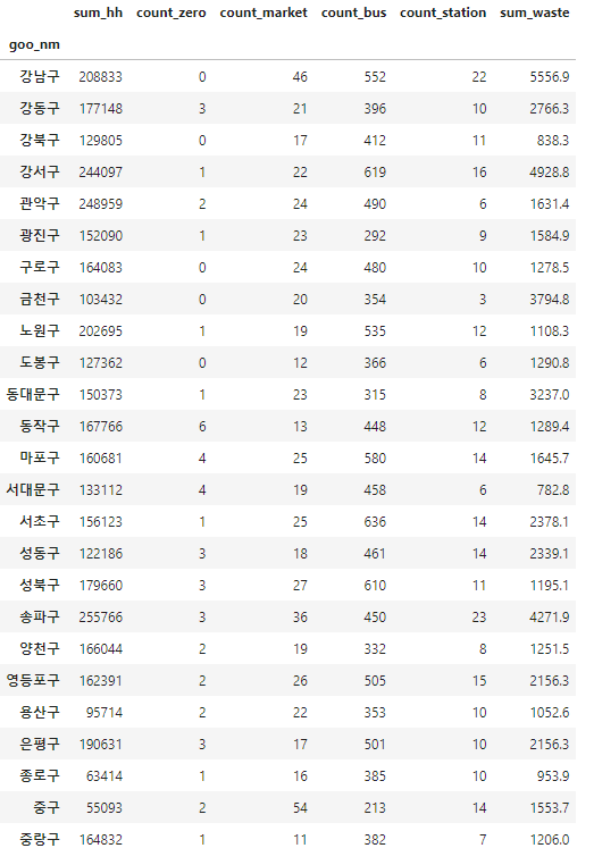 sum_hh count_zero count_market count_bus count_station sum_waste
goo_nm
강남구 208833 0 46 552 22 5556.9
강동구 177148 3 21 396 10 2766.3
강북구 129805 0 17 412 11 838.3
강서구 244097 1 22 619 16 4928.8
관악구 248959 2 24 490 6 1631.4
광진구 152090 1 23 292 9 1584.9
구로구 164083 0 24 480 10 1278.5
금천구 103432 0 20 354 3 3794.8
노원구 202695 1 19 535 12 1108.3
도봉구 127362 0 12 366 6 1290.8
동대문구 150373 1 23 315 8 3237.0
동작구 167766 6 13 448 12 1289.4
마포구 160681 4 25 580 14 1645.7
서대문구 133112 4 19 458 6 782.8
서초구 156123 1 25 636 14 2378.1
성동구 122186 3 18 461 14 2339.1
성북구 179660 3 27 610 11 1195.1
송파구 255766 3 36 450 23 4271.9
양천구 166044 2 19 332 8 1251.5
영등포구 162391 2 26 505 15 2156.3
용산구 95714 2 22 353 10 1052.6
은평구 190631 3 17 501 10 2156.3
종로구 63414 1 16 385 10 953.9
중구 55093 2 54 213 14 1553.7
중랑구 164832 1 11 382 7 1206.0